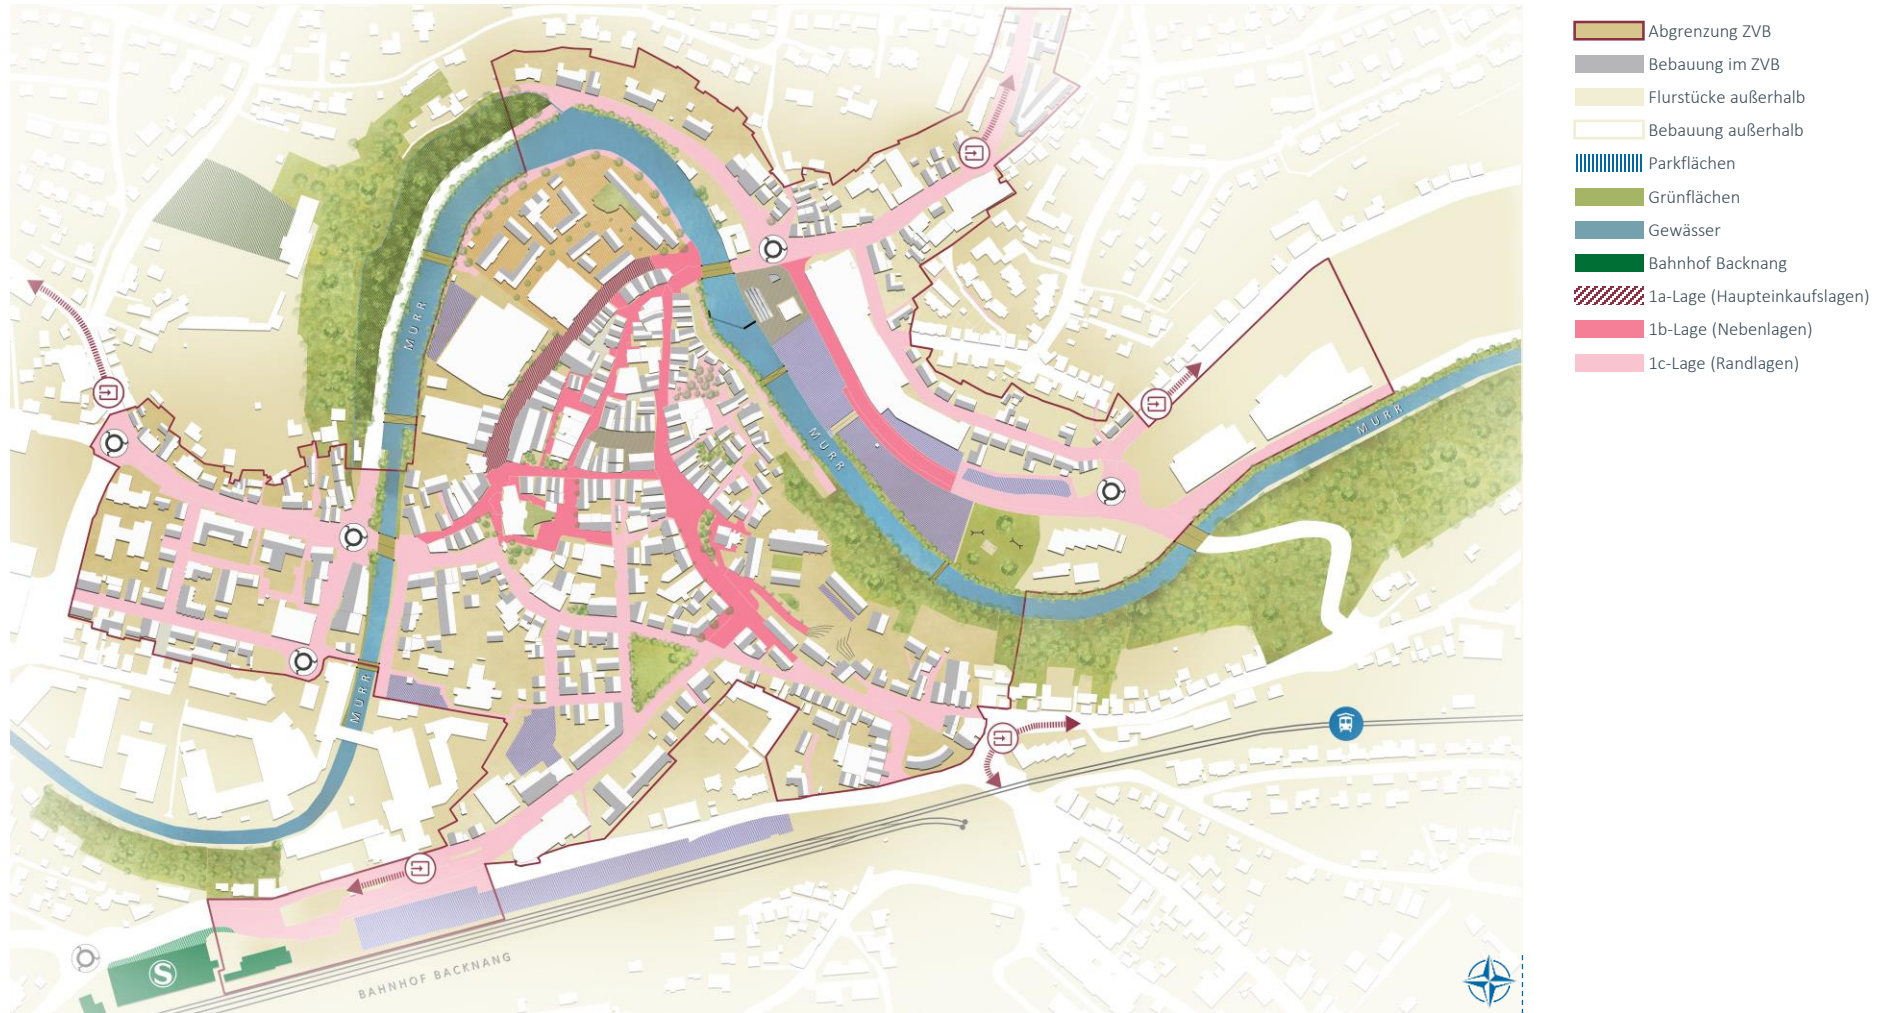 Abgrenzung ZVB
Bebauung im ZVB
Flurstücke außerhalb
Bebauung außerhalb
Parkflächen
Grünflächen
Gewässer
Bahnhof Backnang
1a-Lage (Haupteinkaufslagen)
1b-Lage (Nebenlagen)
1c-Lage (Randlagen)
MURR
MURR
MURR
MURR
BAHNHOF BACKNANG
S